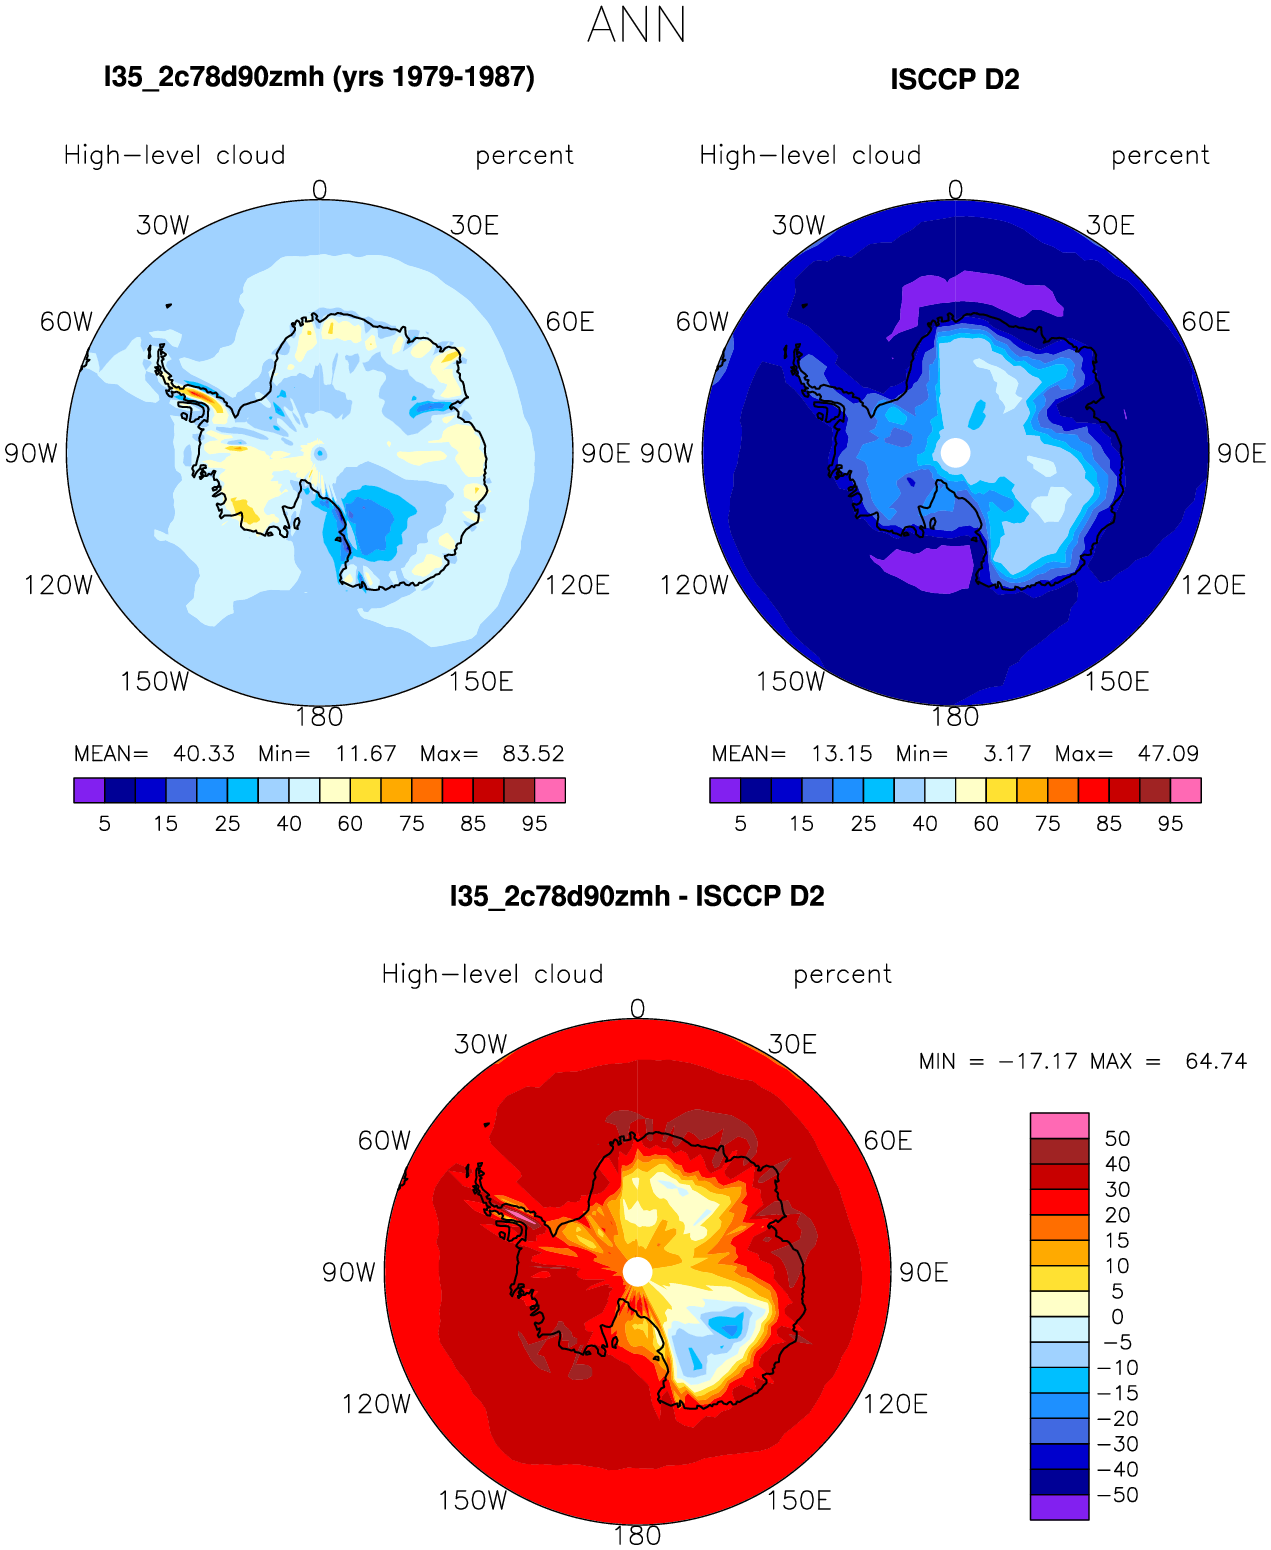 ANN
I35_2c78d90zmh (yrs 1979-1987)
ISCCP D2
High-level cloud percent
High-level cloud percent
0
0
30W 30E
30W 30E
60W 60E
60W 60E
90W 90E
90W 90E
120W 120E
120W 120E
150W 150E
150W 150E
180
180
MEAN= 40.33 Min= 11.67 Max= 83.52
MEAN= 13.15 Min= 3.17 Max= 47.09
5 15 25 40 60 75 85 95
5 15 25 40 60 75 85 95
I35_2c78d90zmh - ISCCP D2
High-level cloud percent
0
30W 30E
MIN = -17.17 MAX = 64.74
60W 60E
90W 90E
120W 120E
150W 150E
180
50
40
30
20
15
10
5
0
-5
-10
-15
-20
-30
-40
-50